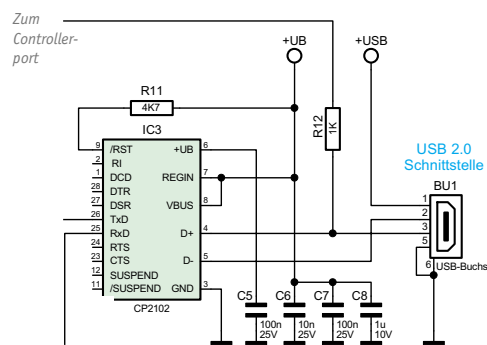 Zum
Controller-
port
+UB
+USB
R11
4K7
R12
1K
IC3
CP2102
9 /RST
2 RI
1 DCD
28 DTR
27 DSR
26 TxD
25 RxD
24 RTS
23 CTS
12 SUSPEND
11 /SUSPEND
+UB 6
REGIN 7
VBUS 8
D+ 4
D- 5
GND 3
USB 2.0
Schnittstelle
BU1
1
2
3
5
6
USB-Buchs
C5
100n
25V
C6
10n
25V
C7
100n
25V
C8
1u
10V